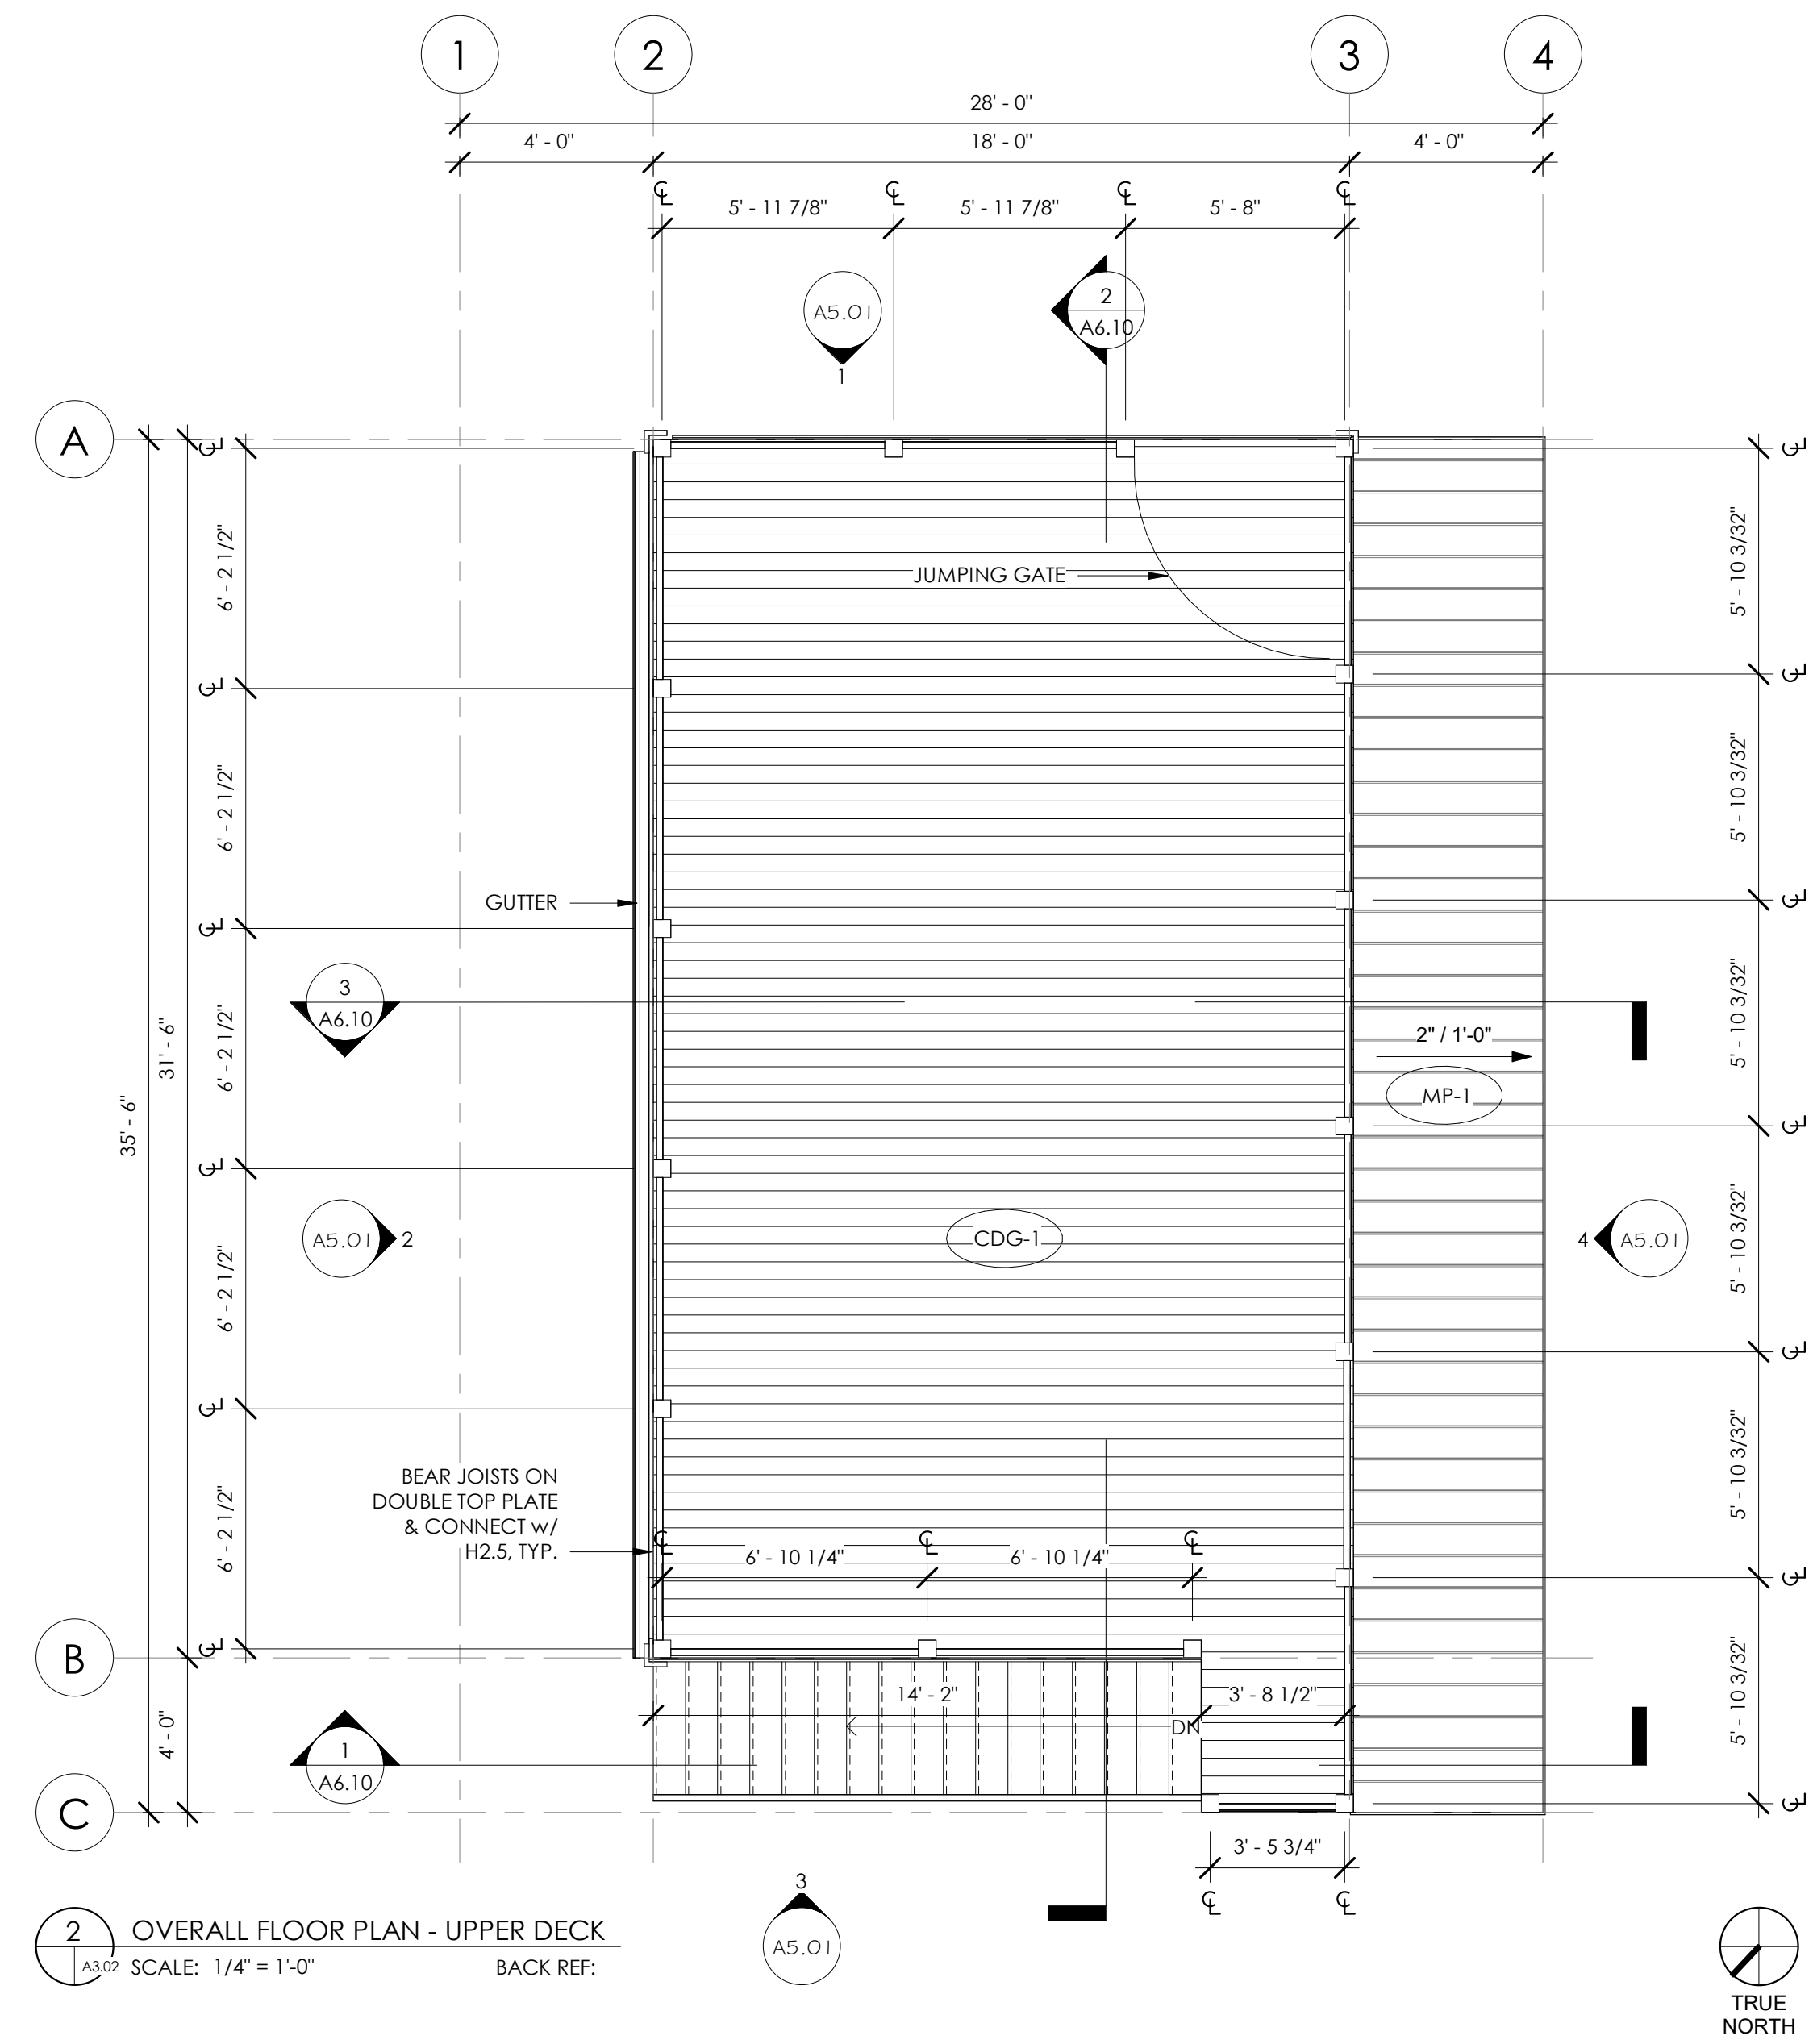 1
2
3
4
28' - 0"
4' - 0"
18' - 0"
4' - 0"
℄
℄
℄
℄
5' - 11 7/8"
5' - 11 7/8"
5' - 8"
A5.01
1
2
A6.10
A
℄
℄
6' - 2 1/2"
5' - 10 3/32"
JUMPING GATE
℄
℄
6' - 2 1/2"
5' - 10 3/32"
GUTTER
℄
℄
3
A6.10
6' - 2 1/2"
31' - 6"
35' - 6"
2" / 1'-0"
MP-1
5' - 10 3/32"
℄
℄
A5.01
2
CDG-1
4
A5.01
6' - 2 1/2"
5' - 10 3/32"
℄
℄
BEAR JOISTS ON
DOUBLE TOP PLATE
& CONNECT w/
H2.5, TYP.
6' - 2 1/2"
5' - 10 3/32"
℄
℄
℄
6' - 10 1/4"
6' - 10 1/4"
℄
B
℄
14' - 2"
3' - 8 1/2"
DN
4' - 0"
5' - 10 3/32"
1
A6.10
C
℄
3' - 5 3/4"
℄
℄
3
A5.01
2
A3.02
OVERALL FLOOR PLAN - UPPER DECK
SCALE: 1/4" = 1'-0"
BACK REF:
TRUE
NORTH